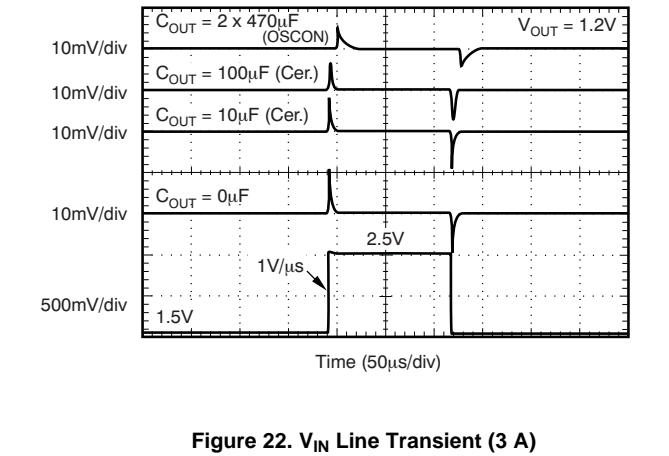 C_OUT = 2 x 470μF
(OSCON)
V_OUT = 1.2V
10mV/div
C_OUT = 100μF (Cer.)
10mV/div
C_OUT = 10μF (Cer.)
10mV/div
C_OUT = 0μF
10mV/div
2.5V
1V/μs
500mV/div
1.5V
Time (50μs/div)
Figure 22. V_IN Line Transient (3 A)